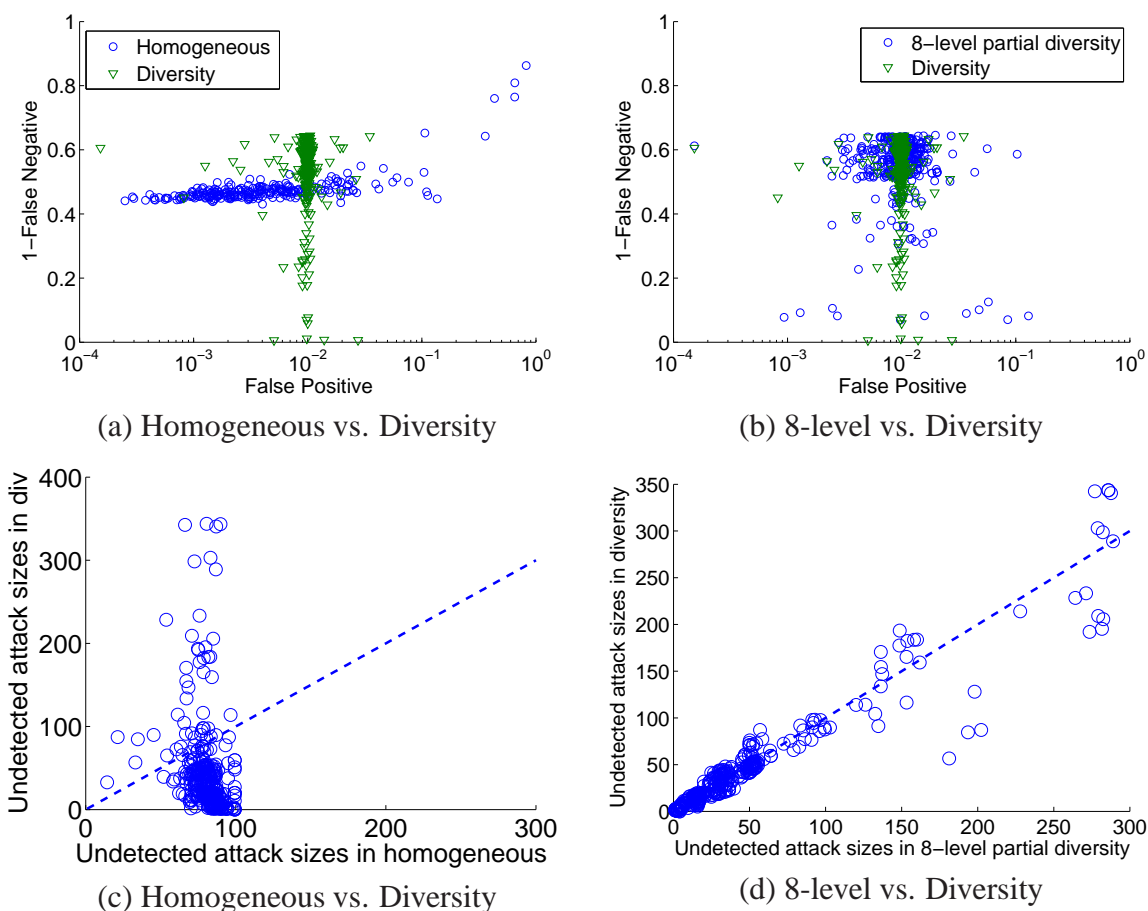 1
0.8
0.6
0.4
0.2
0
1−False Negative
Homogeneous
Diversity
10−4
10−3
10−2
10−1
100
False Positive
(a) Homogeneous vs. Diversity
1
0.8
0.6
0.4
0.2
0
1−False Negative
8−level partial diversity
Diversity
10−4
10−3
10−2
10−1
100
False Positive
(b) 8-level vs. Diversity
400
300
200
100
0
Undetected attack sizes in div
0
100
200
300
Undetected attack sizes in homogeneous
(c) Homogeneous vs. Diversity
350
300
250
200
150
100
50
0
Undetected attack sizes in diversity
0
50
100
150
200
250
300
Undetected attack sizes in 8−level partial diversity
(d) 8-level vs. Diversity